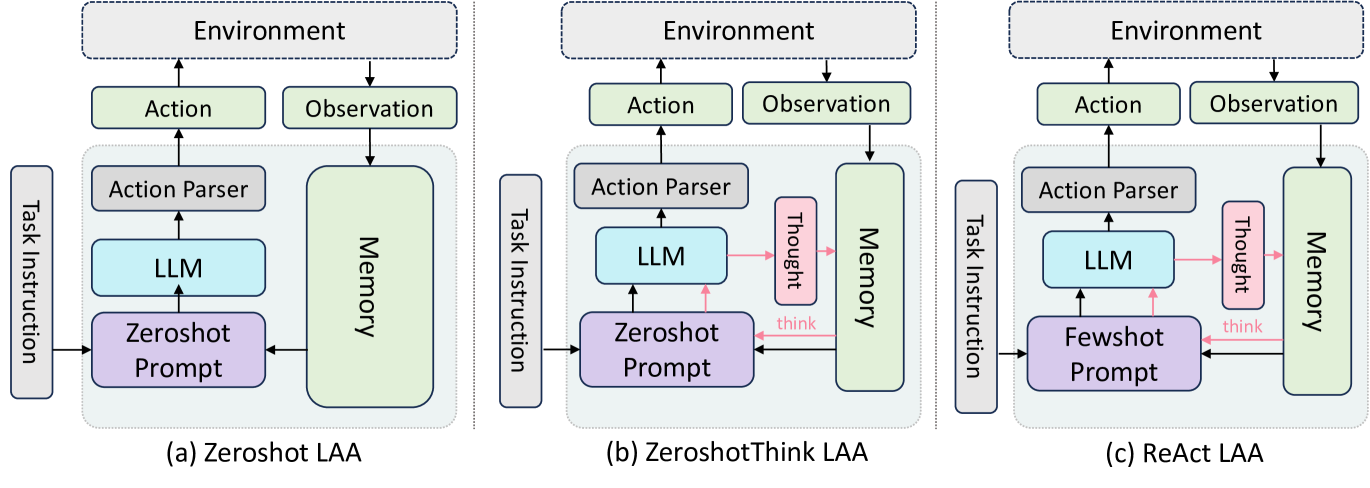 Environment
Action
Observation
Task Instruction
Action Parser
LLM
Memory
Zeroshot
Prompt
(a) Zeroshot LAA
Environment
Action
Observation
Task Instruction
Action Parser
LLM
Thought
Memory
think
Zeroshot
Prompt
(b) ZeroshotThink LAA
Environment
Action
Observation
Task Instruction
Action Parser
LLM
Thought
Memory
think
Fewshot
Prompt
(c) ReAct LAA